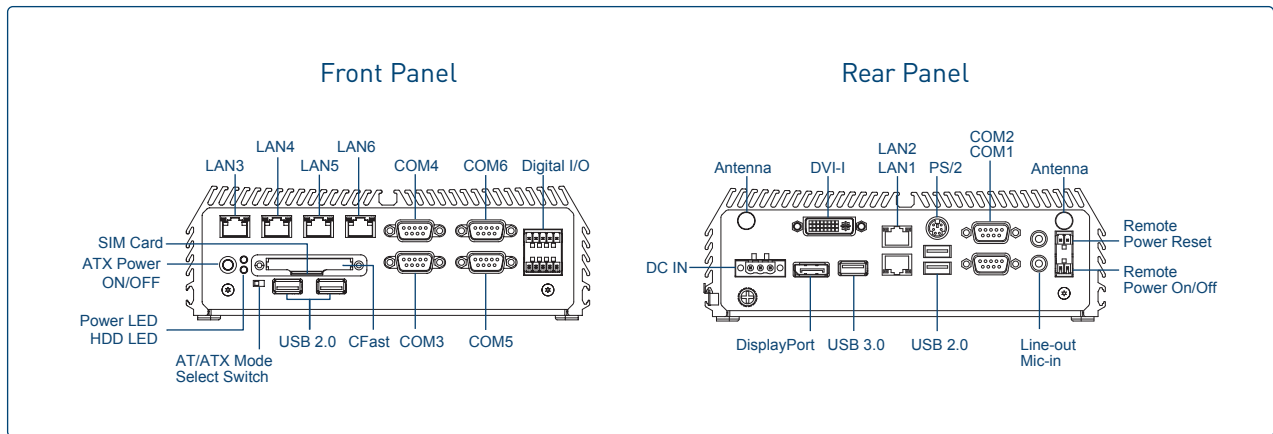 Front Panel
LAN3
LAN4
LAN5
LAN6
COM4
COM6
Digital I/O
SIM Card
ATX Power
ON/OFF
Power LED
HDD LED
AT/ATX Mode
Select Switch
USB 2.0
CFast
COM3
COM5
Rear Panel
Antenna
DVI-I
LAN2
LAN1
PS/2
COM2
COM1
Antenna
Remote
Power Reset
DC IN
Remote
Power On/Off
DisplayPort
USB 3.0
USB 2.0
Line-out
Mic-in